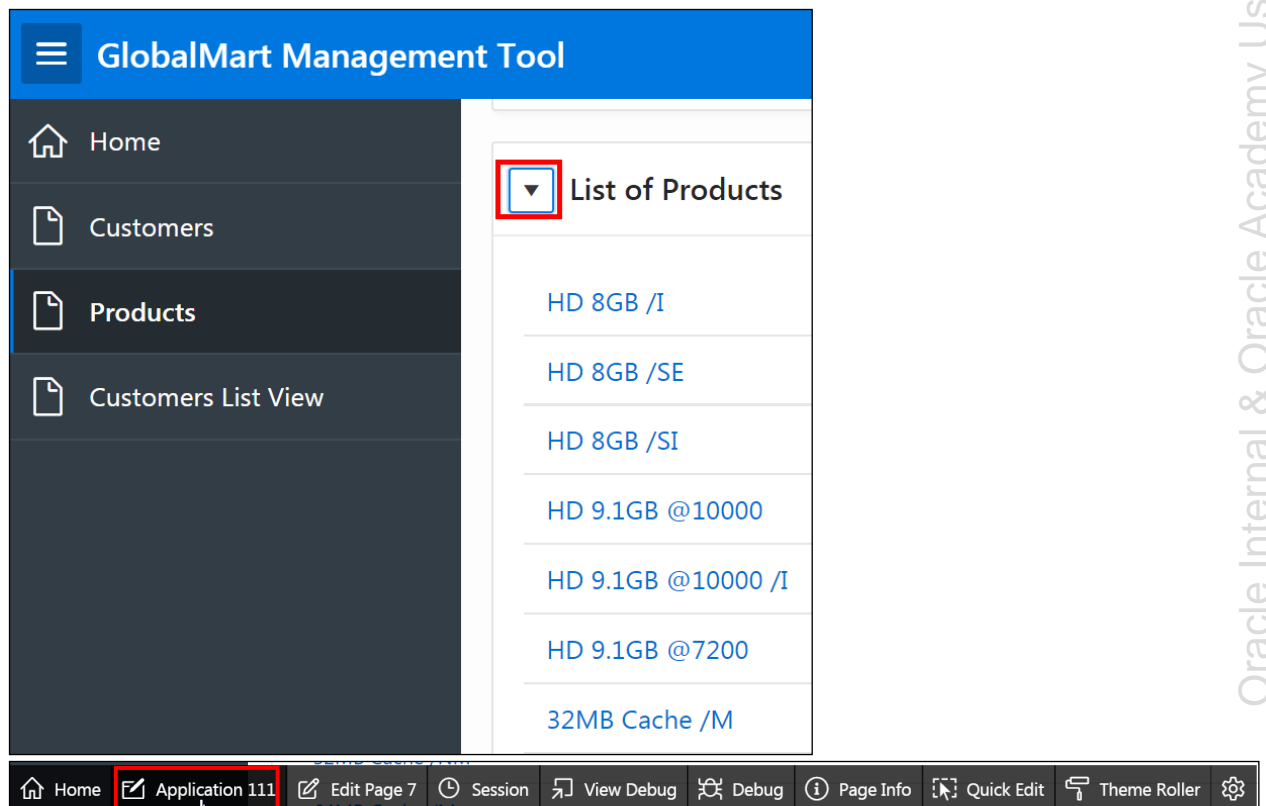 GlobalMart Management Tool
Home
Customers
Products
Customers List View
List of Products
HD 8GB /I
HD 8GB /SE
HD 8GB /SI
HD 9.1GB @10000
HD 9.1GB @10000 /I
HD 9.1GB @7200
32MB Cache /M
Home Application 111 Edit Page 7 Session View Debug Debug Page Info Quick Edit Theme Roller
Oracle Internal & Oracle Academy Us